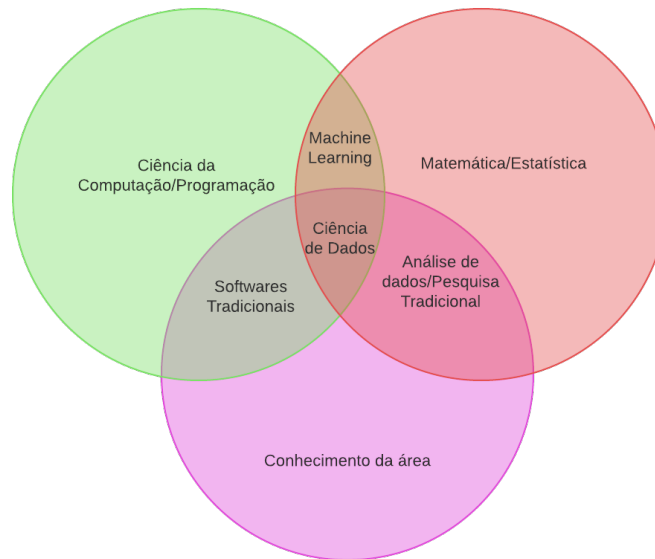 Machine
Learning
Ciência da
Computação/Programação
Matemática/Estatística
Ciência
de Dados
Softwares
Tradicionais
Análise de
dados/Pesquisa
Tradicional
Conhecimento da área